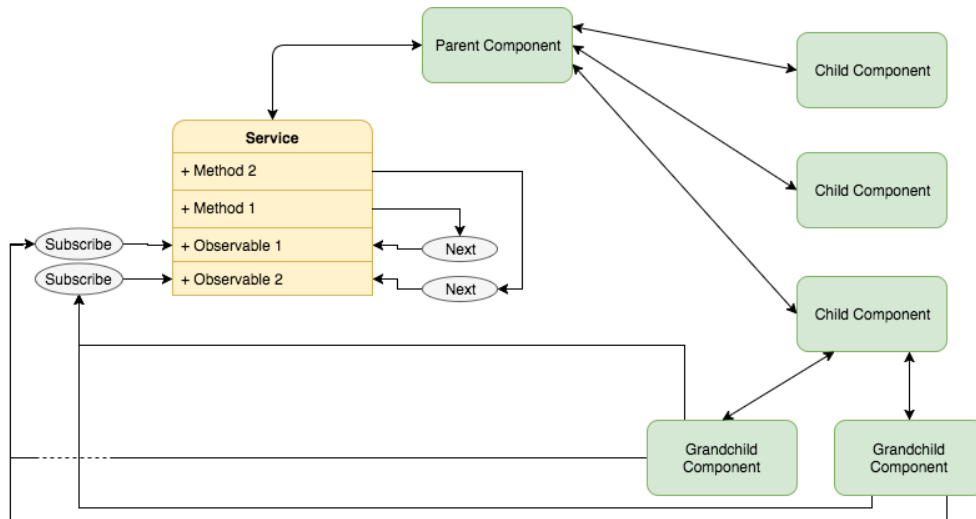 Parent Component
Child Component
Service
+ Method 2
+ Method 1
Subscribe
+ Observable 1
Next
Subscribe
+ Observable 2
Next
Child Component
Child Component
Grandchild
Component
Grandchild
Component